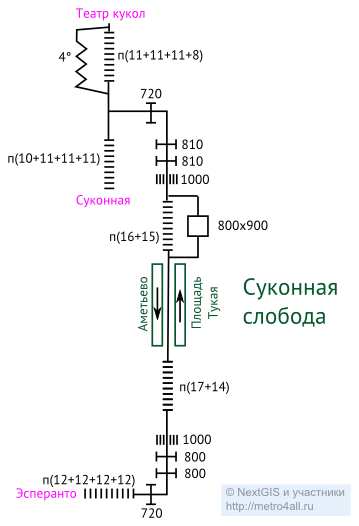 Театр кукол
4°
п(11+11+11+8)
720
810
п(10+11+11+11)
810
1000
Суконная
800х900
п(16+15)
Аметьево
Площадь
Тукая
Суконная
слобода
п(17+14)
1000
800
п(12+12+12+12)
800
Эсперанто
720
© NextGIS и участники
http://metro4all.ru